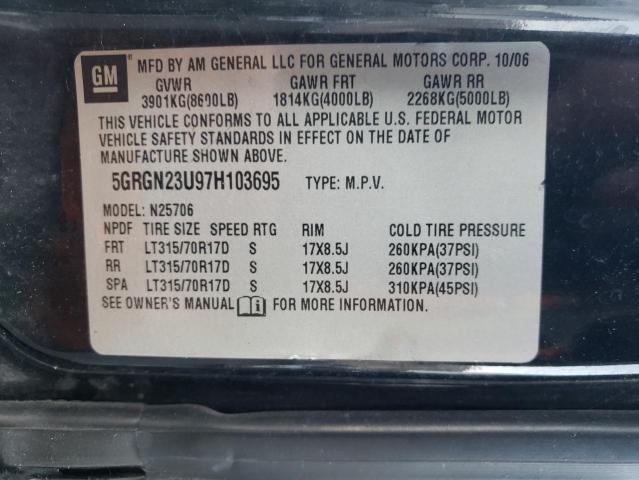 GM
MFD BY AM GENERAL LLC FOR GENERAL MOTORS CORP. 10/06
GVWR GAWR FRT GAWR RR
3901KG(8600LB) 1814KG(4000LB) 2268KG(5000LB)
THIS VEHICLE CONFORMS TO ALL APPLICABLE U.S. FEDERAL MOTOR
VEHICLE SAFETY STANDARDS IN EFFECT ON THE DATE OF
MANUFACTURE SHOWN ABOVE.
5GRGN23U97H103695 TYPE: M.P.V.
MODEL: N25706
NPDF TIRE SIZE SPEED RTG RIM COLD TIRE PRESSURE
FRT LT315/70R17D S 17X8.5J 260KPA(37PSI)
RR LT315/70R17D S 17X8.5J 260KPA(37PSI)
SPA LT315/70R17D S 17X8.5J 310KPA(45PSI)
SEE OWNER'S MANUAL FOR MORE INFORMATION.